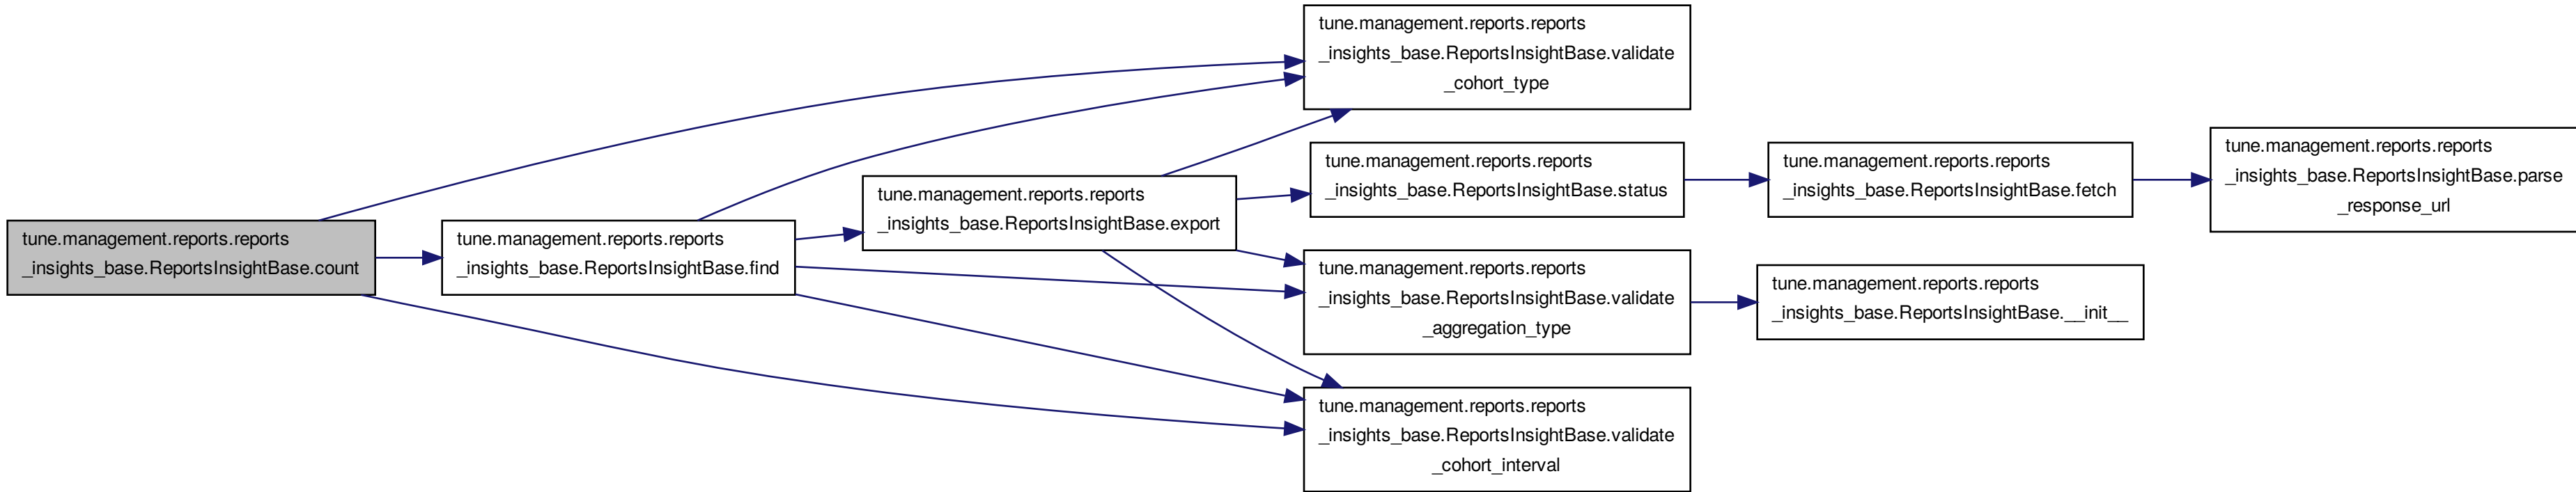 tune.management.reports.reports
_insights_base.ReportsInsightBase.count
tune.management.reports.reports
_insights_base.ReportsInsightBase.find
tune.management.reports.reports
_insights_base.ReportsInsightBase.export
tune.management.reports.reports
_insights_base.ReportsInsightBase.validate
_cohort_type
tune.management.reports.reports
_insights_base.ReportsInsightBase.status
tune.management.reports.reports
_insights_base.ReportsInsightBase.validate
_aggregation_type
tune.management.reports.reports
_insights_base.ReportsInsightBase.validate
_cohort_interval
tune.management.reports.reports
_insights_base.ReportsInsightBase.fetch
tune.management.reports.reports
_insights_base.ReportsInsightBase.__init__
tune.management.reports.reports
_insights_base.ReportsInsightBase.parse
_response_url